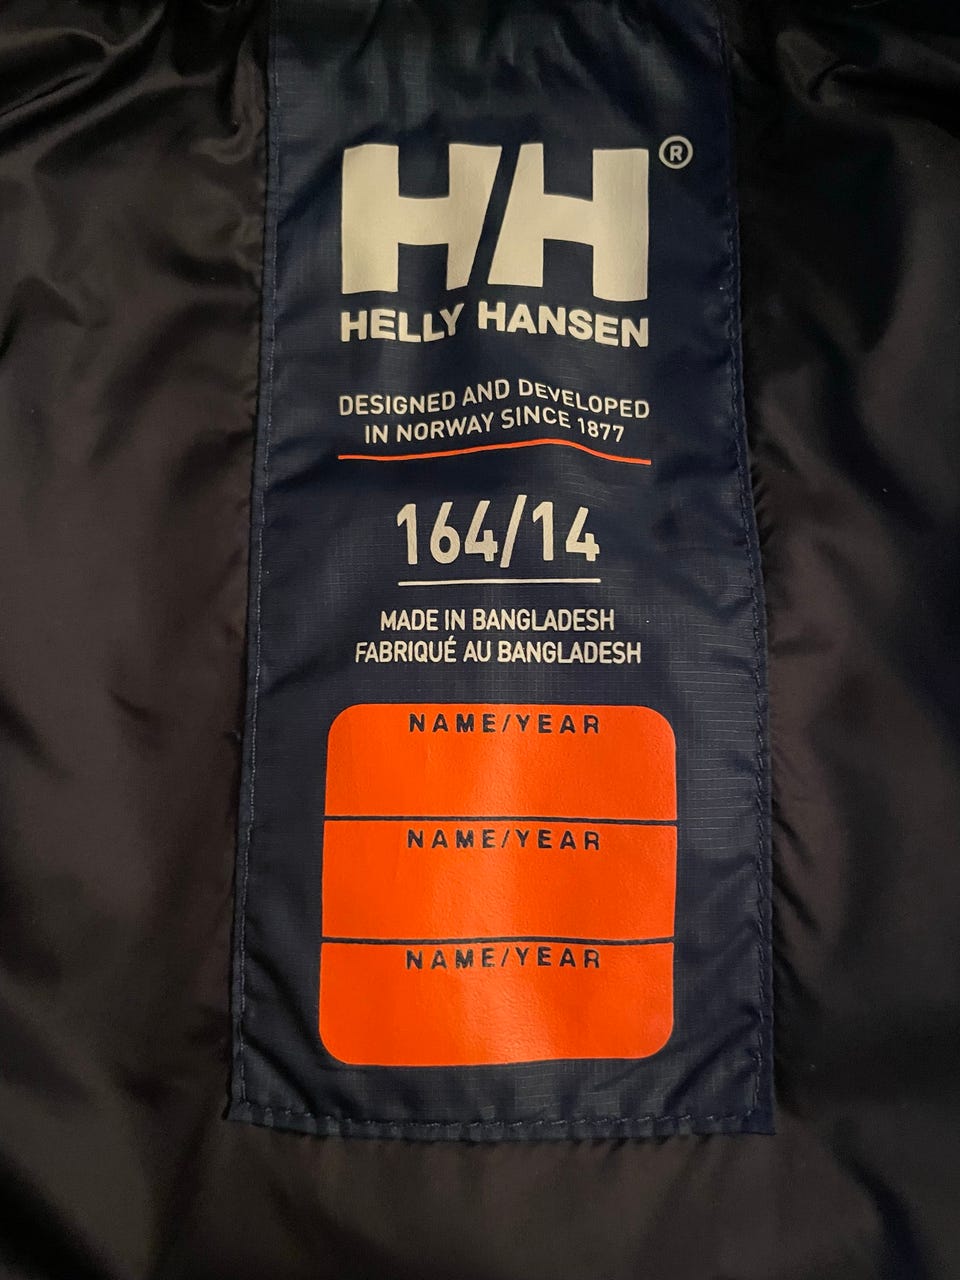 HH®
HELLY HANSEN
DESIGNED AND DEVELOPED
IN NORWAY SINCE 1877
164/14
MADE IN BANGLADESH
FABRIQUÉ AU BANGLADESH
NAME/YEAR
NAME/YEAR
NAME/YEAR